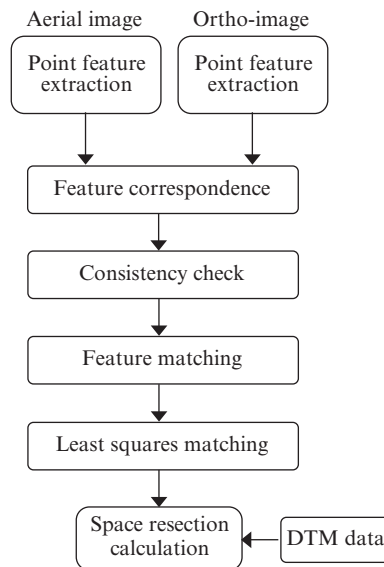 Aerial image
Ortho-image
Point feature
extraction
Point feature
extraction
Feature correspondence
Consistency check
Feature matching
Least squares matching
Space resection
calculation
DTM data